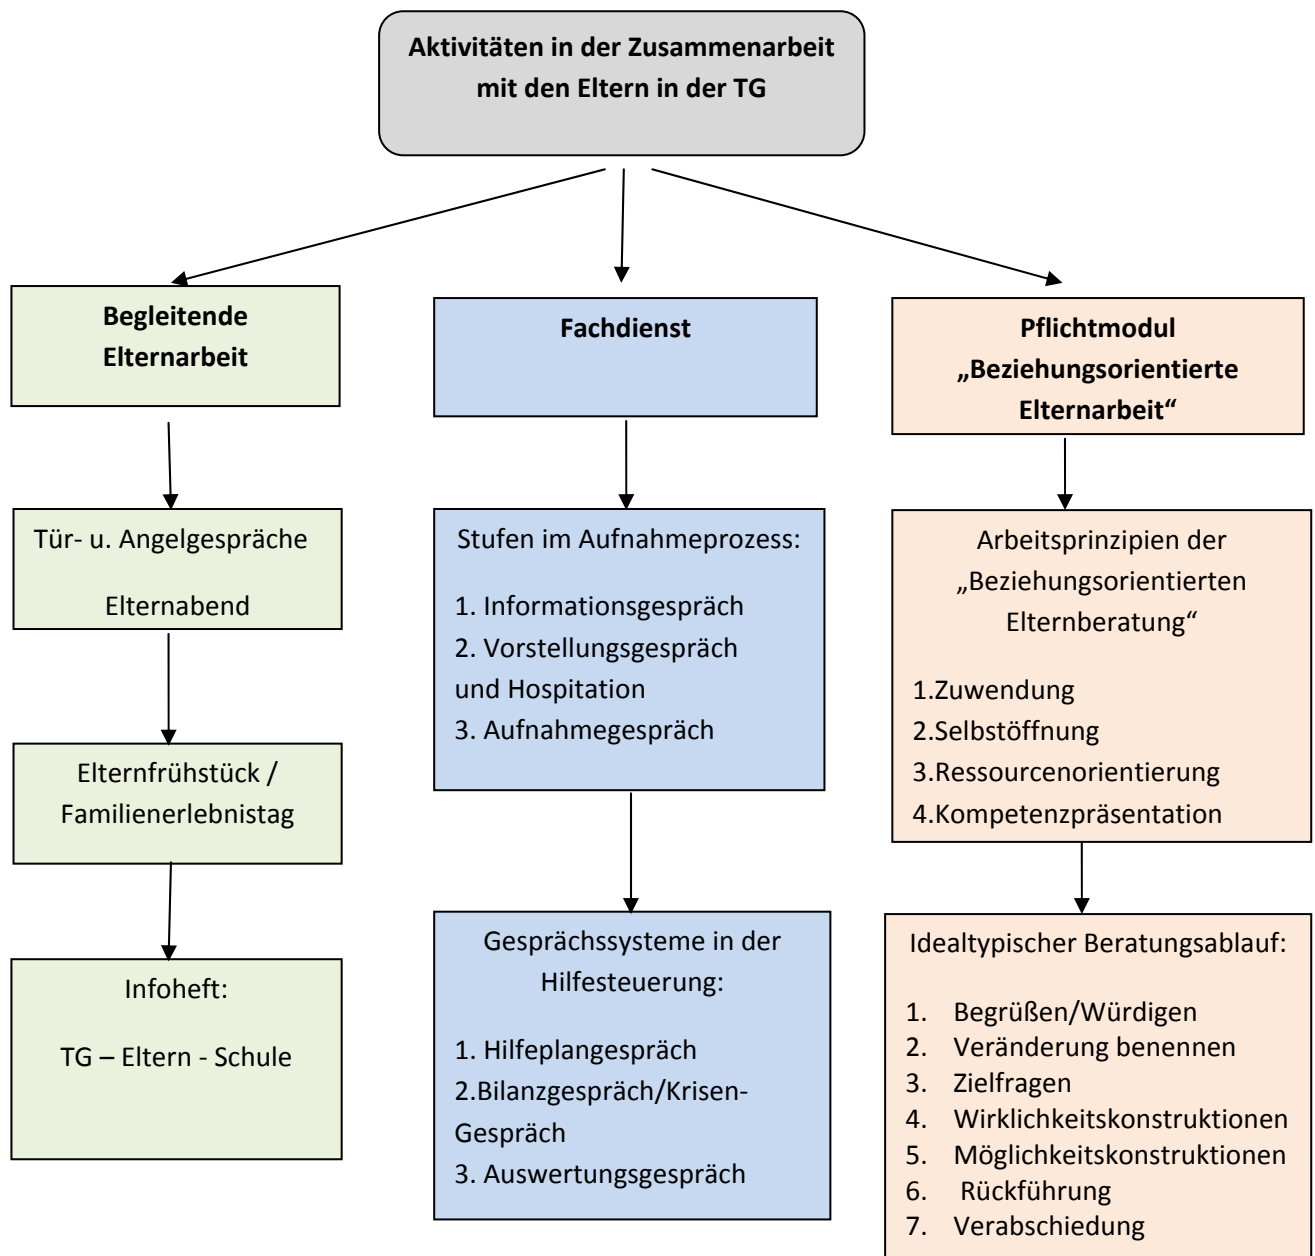 Aktivitäten in der Zusammenarbeit
mit den Eltern in der TG
Begleitende
Elternarbeit
Tür- u. Angelgespräche
Elternabend
Elternfrühstück /
Familienerlebnistag
Infoheft:
TG – Eltern - Schule
Fachdienst
Stufen im Aufnahmeprozess:
1. Informationsgespräch
2. Vorstellungsgespräch
und Hospitation
3. Aufnahmegespräch
Gesprächssysteme in der
Hilfesteuerung:
1. Hilfeplangespräch
2.Bilanzgespräch/Krisen-
Gespräch
3. Auswertungsgespräch
Pflichtmodul
„Beziehungsorientierte
Elternarbeit“
Arbeitsprinzipien der
„Beziehungsorientierten
Elternberatung“
1.Zuwendung
2.Selbstöffnung
3.Ressourcenorientierung
4.Kompetenzpräsentation
Idealtypischer Beratungsablauf:
1. Begrüßen/Würdigen
2. Veränderung benennen
3. Zielfragen
4. Wirklichkeitskonstruktionen
5. Möglichkeitskonstruktionen
6. Rückführung
7. Verabschiedung